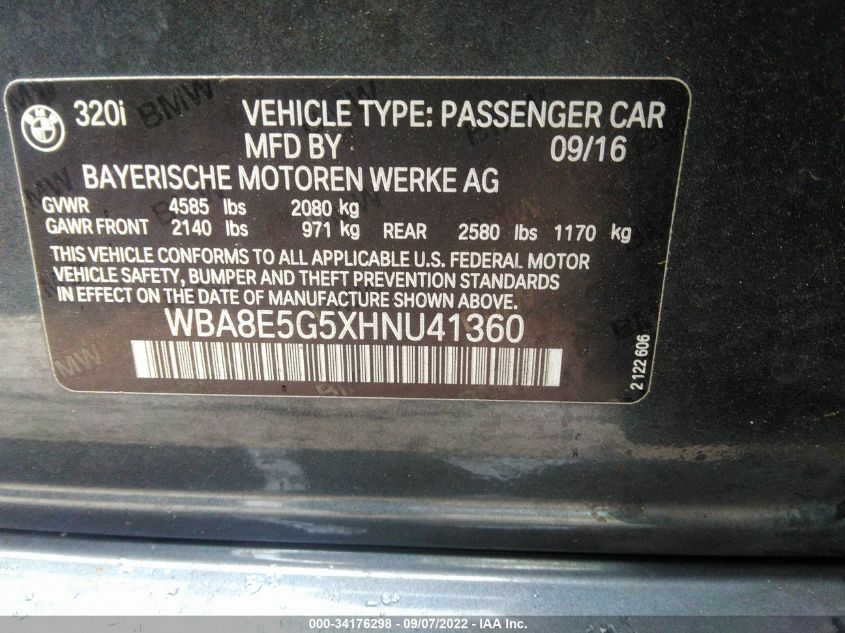 320i VEHICLE TYPE: PASSENGER CAR
MFD BY 09/16
BAYERISCHE MOTOREN WERKE AG
GVWR 4585 lbs 2080 kg
GAWR FRONT 2140 lbs 971 kg REAR 2580 lbs 1170 kg
THIS VEHICLE CONFORMS TO ALL APPLICABLE U.S. FEDERAL MOTOR
VEHICLE SAFETY, BUMPER AND THEFT PREVENTION STANDARDS
IN EFFECT ON THE DATE OF MANUFACTURE SHOWN ABOVE.
WBA8E5G5XHNU41360
2 122 606
000-34176298 - 09/07/2022 - IAA Inc.